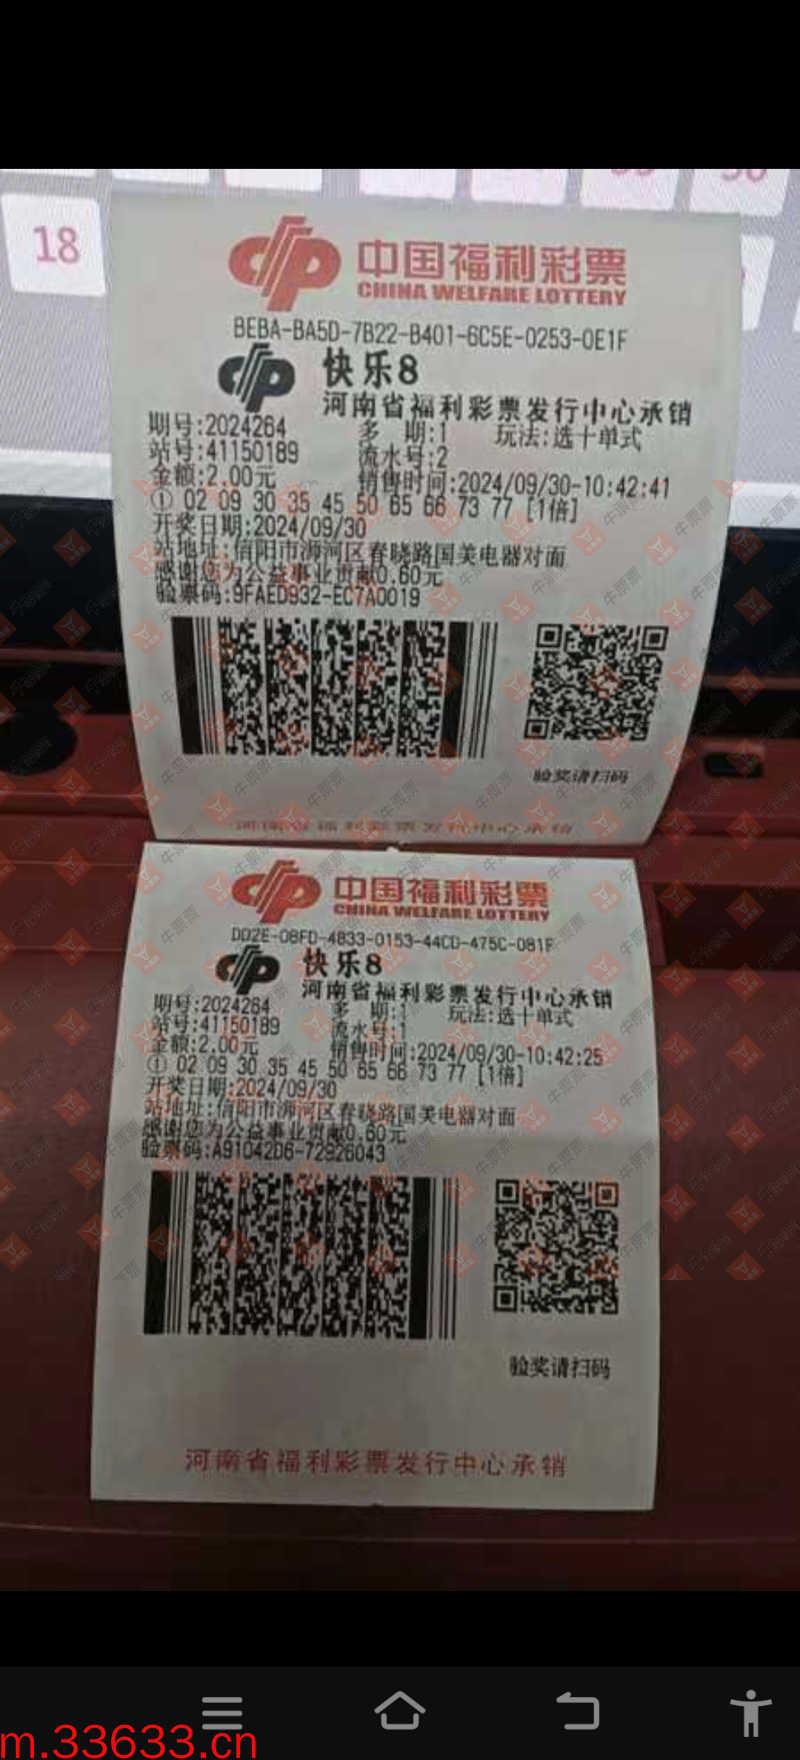 18
中国福利彩票
CHINA WELFARE LOTTERY
BEBA-BA5D-7B22-B401-6C5E-0253-0E1F
快乐8
河南省福利彩票发行中心承销
期号:2024264 多 期:1 玩法:选十单式
站号:41150189 流水号:2
金额:2.00元 销售时间:2024/09/30-10:42:41
① 02 09 30 35 45 50 65 66 73 77 [1倍]
开奖日期:2024/09/30
站地址:信阳市浉河区春晓路国美电器对面
感谢您为公益事业贡献0.60元
验票码:9FAED932-EC7A0019
验奖请扫码
河南省福利彩票发行中心承销
中国福利彩票
CHINA WELFARE LOTTERY
DD2E-08FD-4833-0153-44CD-475C-081F
快乐8
河南省福利彩票发行中心承销
期号:2024264 多 期:1 玩法:选十单式
站号:41150189 流水号:1
金额:2.00元 销售时间:2024/09/30-10:42:25
① 02 09 30 35 45 50 65 66 73 77 [1倍]
开奖日期:2024/09/30
站地址:信阳市浉河区春晓路国美电器对面
感谢您为公益事业贡献0.60元
验票码:A91042D6-72926043
验奖请扫码
河南省福利彩票发行中心承销
m.33633.cn